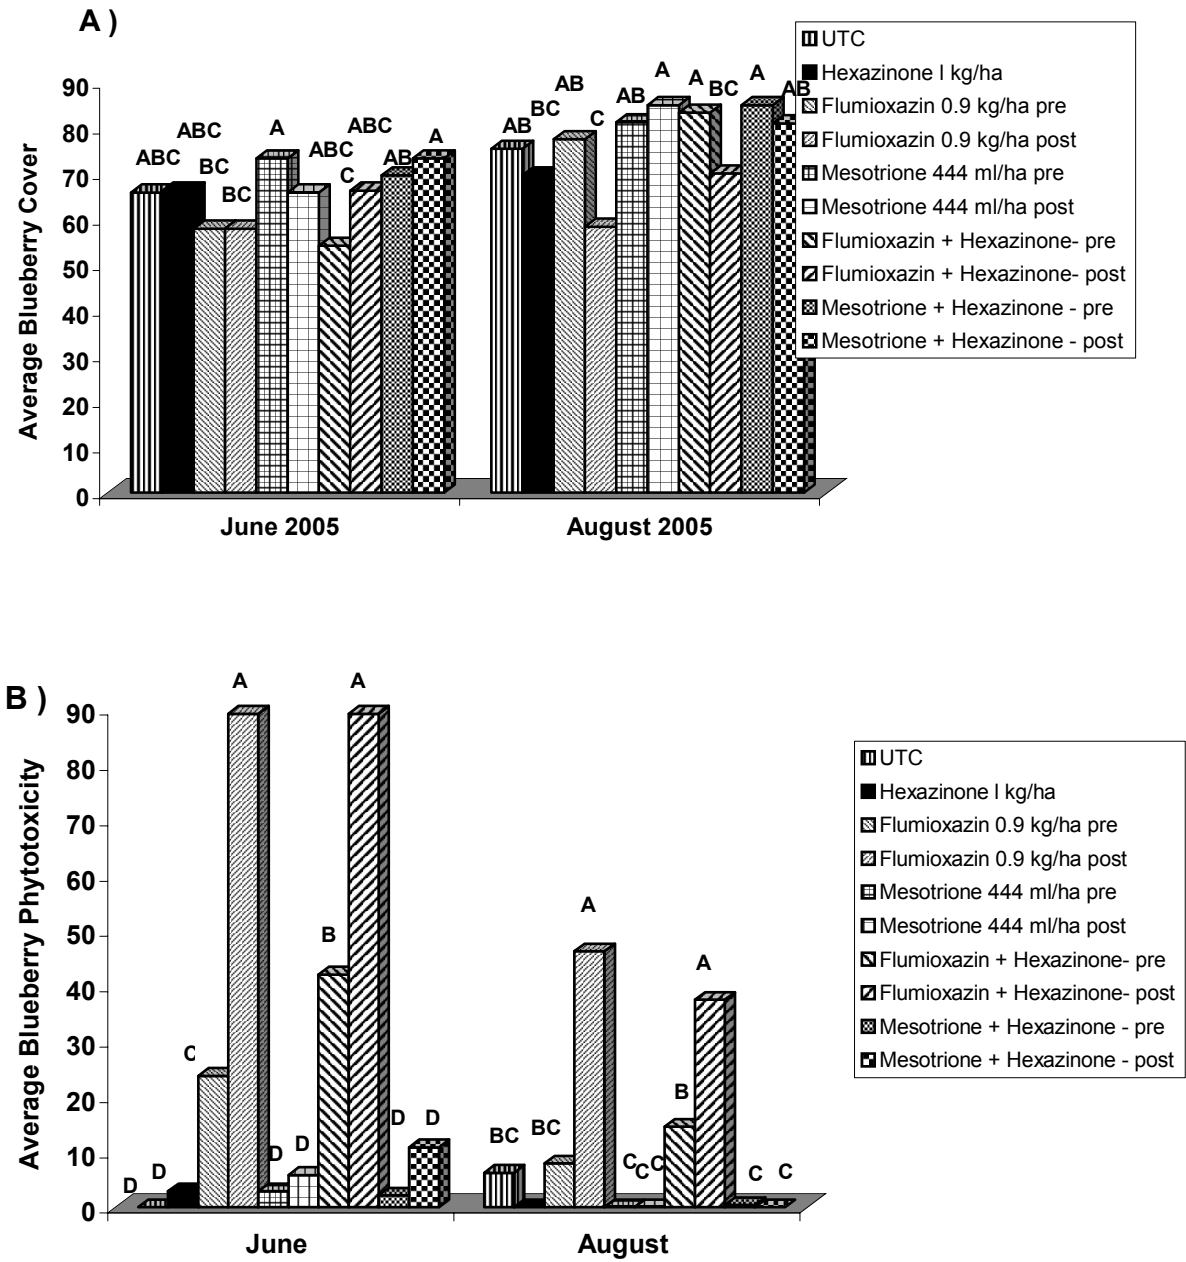 A )
UTC
Hexazinone I kg/ha
Flumioxazin 0.9 kg/ha pre
Flumioxazin 0.9 kg/ha post
Mesotrione 444 ml/ha pre
Mesotrione 444 ml/ha post
Flumioxazin + Hexazinone- pre
Flumioxazin + Hexazinone- post
Mesotrione + Hexazinone - pre
Mesotrione + Hexazinone - post
Average Blueberry Cover
90
80
70
60
50
40
30
20
10
0
ABC ABC BC BC A ABC C ABC AB A
AB BC AB C AB A A BC A AB
June 2005 August 2005
B )
Average Blueberry Phytotoxicity
90
80
70
60
50
40
30
20
10
0
D D C A D D B A D D
BC BC A C C C B A C C
June August
UTC
Hexazinone I kg/ha
Flumioxazin 0.9 kg/ha pre
Flumioxazin 0.9 kg/ha post
Mesotrione 444 ml/ha pre
Mesotrione 444 ml/ha post
Flumioxazin + Hexazinone- pre
Flumioxazin + Hexazinone- post
Mesotrione + Hexazinone - pre
Mesotrione + Hexazinone - post